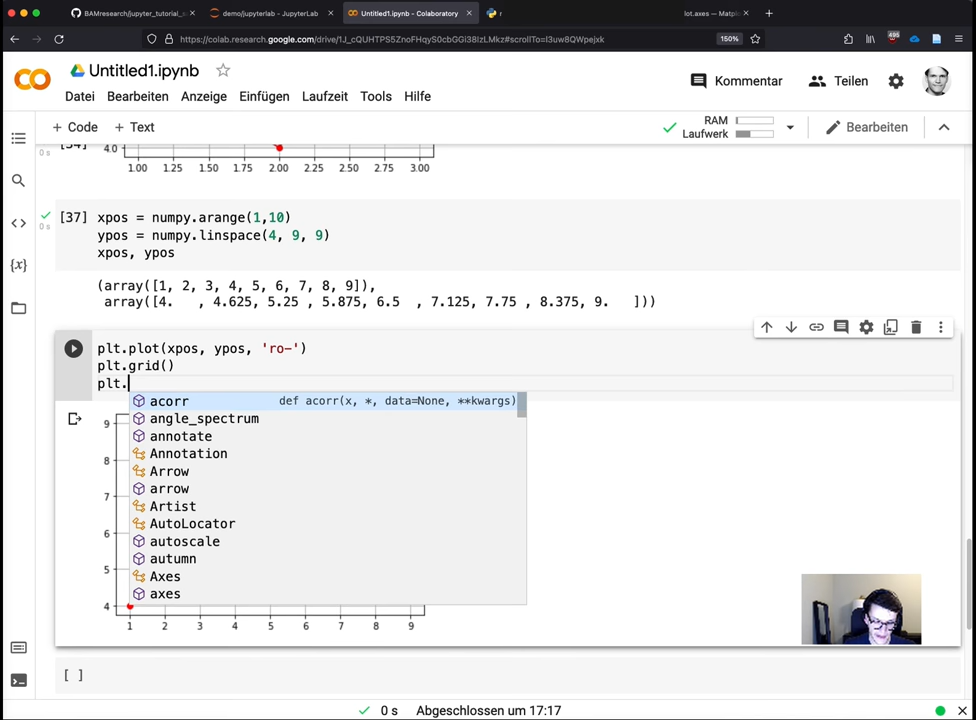 BAMresearch/jupyter_tutorial_s
demo/jupyterlab - JupyterLab
Untitled1.ipynb - Colaboratory
lot.axes — Matpl
https://colab.research.google.com/drive/1J_cQUHTPS5ZnoFHqyS0cbGGi38IzLMkz#scrollTo=I3uw8QWpejxk
150%
Untitled1.ipynb
Kommentar
Teilen
Datei Bearbeiten Anzeige Einfügen Laufzeit Tools Hilfe
+ Code + Text
RAM
Laufwerk
Bearbeiten
4.0
0 s
1.00 1.25 1.50 1.75 2.00 2.25 2.50 2.75 3.00
[37] xpos = numpy.arange(1,10)
0 s
ypos = numpy.linspace(4, 9, 9)
xpos, ypos
(array([1, 2, 3, 4, 5, 6, 7, 8, 9]),
array([4. , 4.625, 5.25 , 5.875, 6.5 , 7.125, 7.75 , 8.375, 9. ]))
plt.plot(xpos, ypos, 'ro-')
plt.grid()
plt.
acorr def acorr(x, *, data=None, **kwargs)
angle_spectrum
annotate
Annotation
Arrow
arrow
Artist
AutoLocator
autoscale
autumn
Axes
axes
9
8
7
6
5
4
1 2 3 4 5 6 7 8 9
[ ]
0 s Abgeschlossen um 17:17